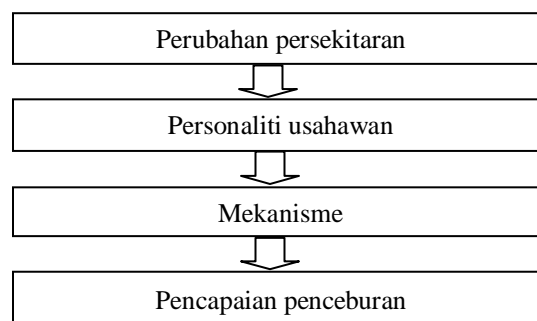 Perubahan persekitaran
Personaliti usahawan
Mekanisme
Pencapaian penceburan